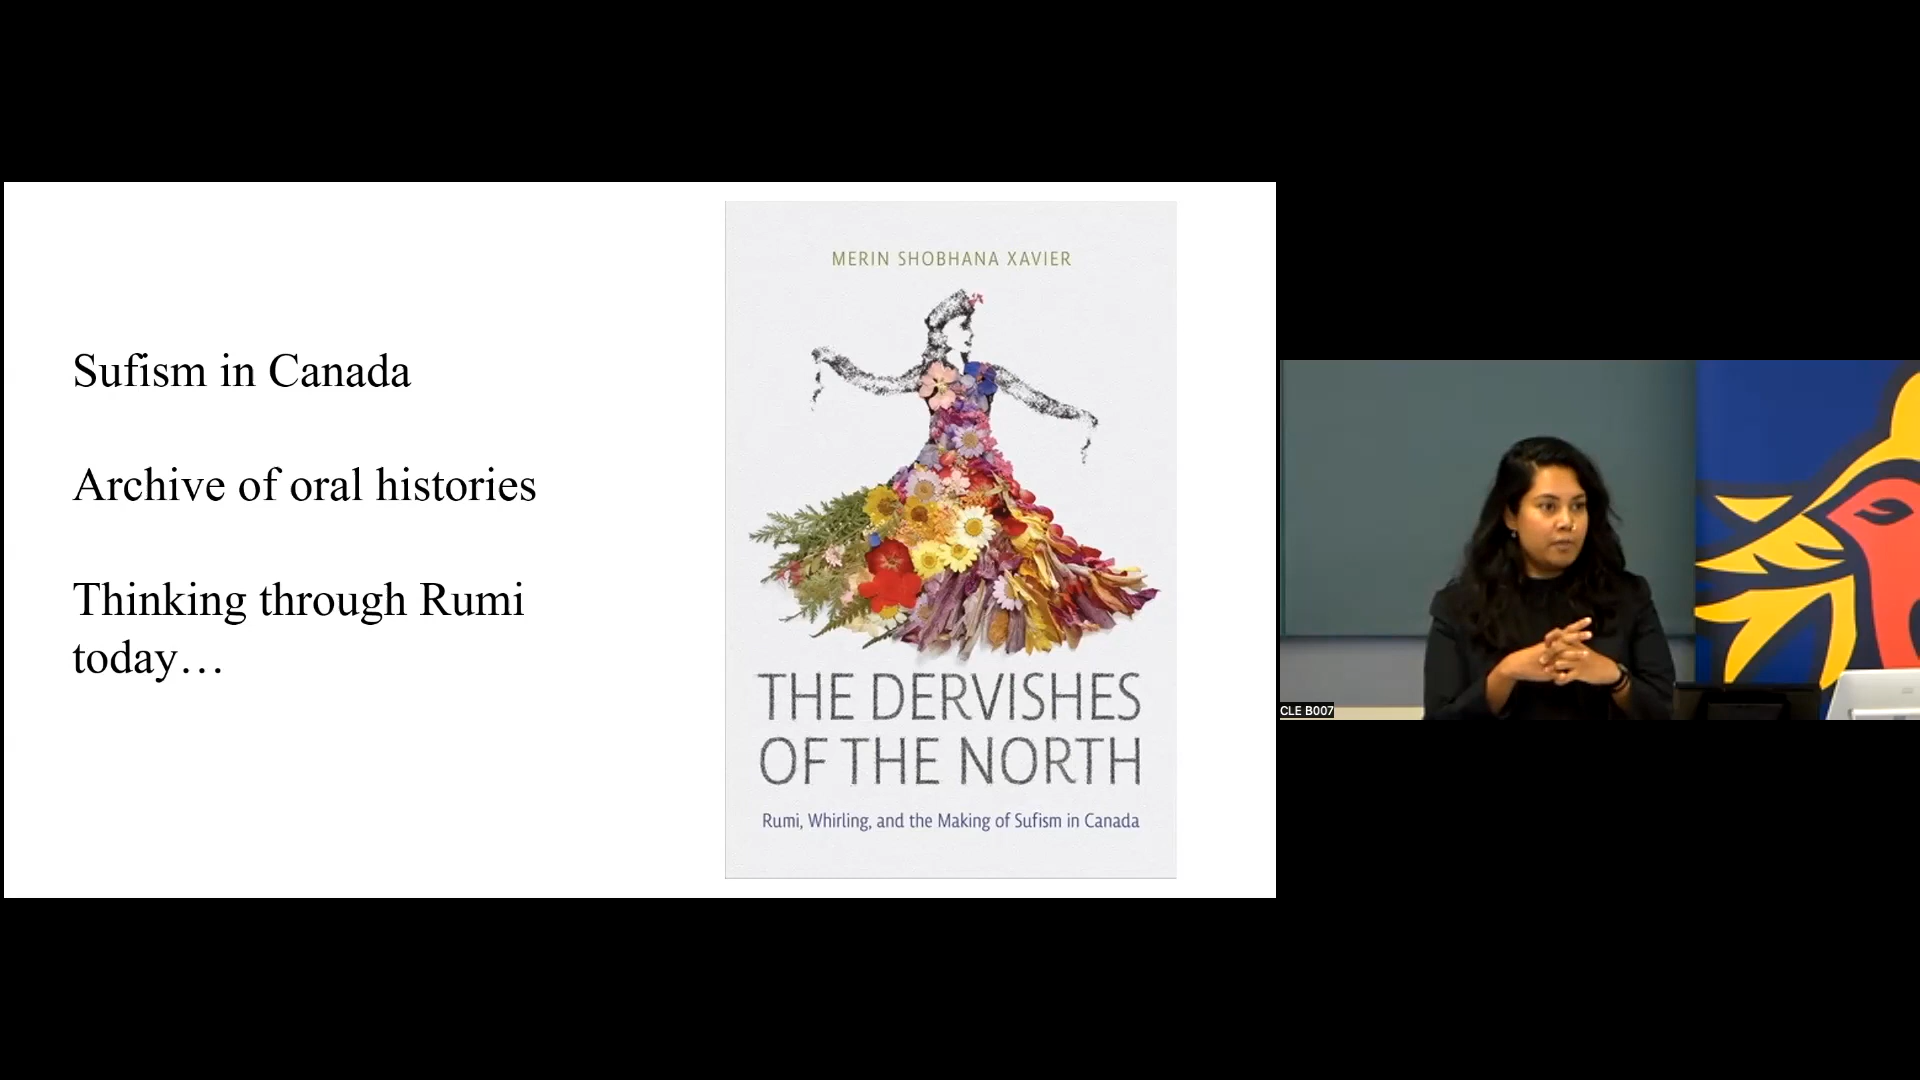 Sufism in Canada
Archive of oral histories
Thinking through Rumi
today…
MERIN SHOBHANA XAVIER
THE DERVISHES
OF THE NORTH
Rumi, Whirling, and the Making of Sufism in Canada
CLE B007